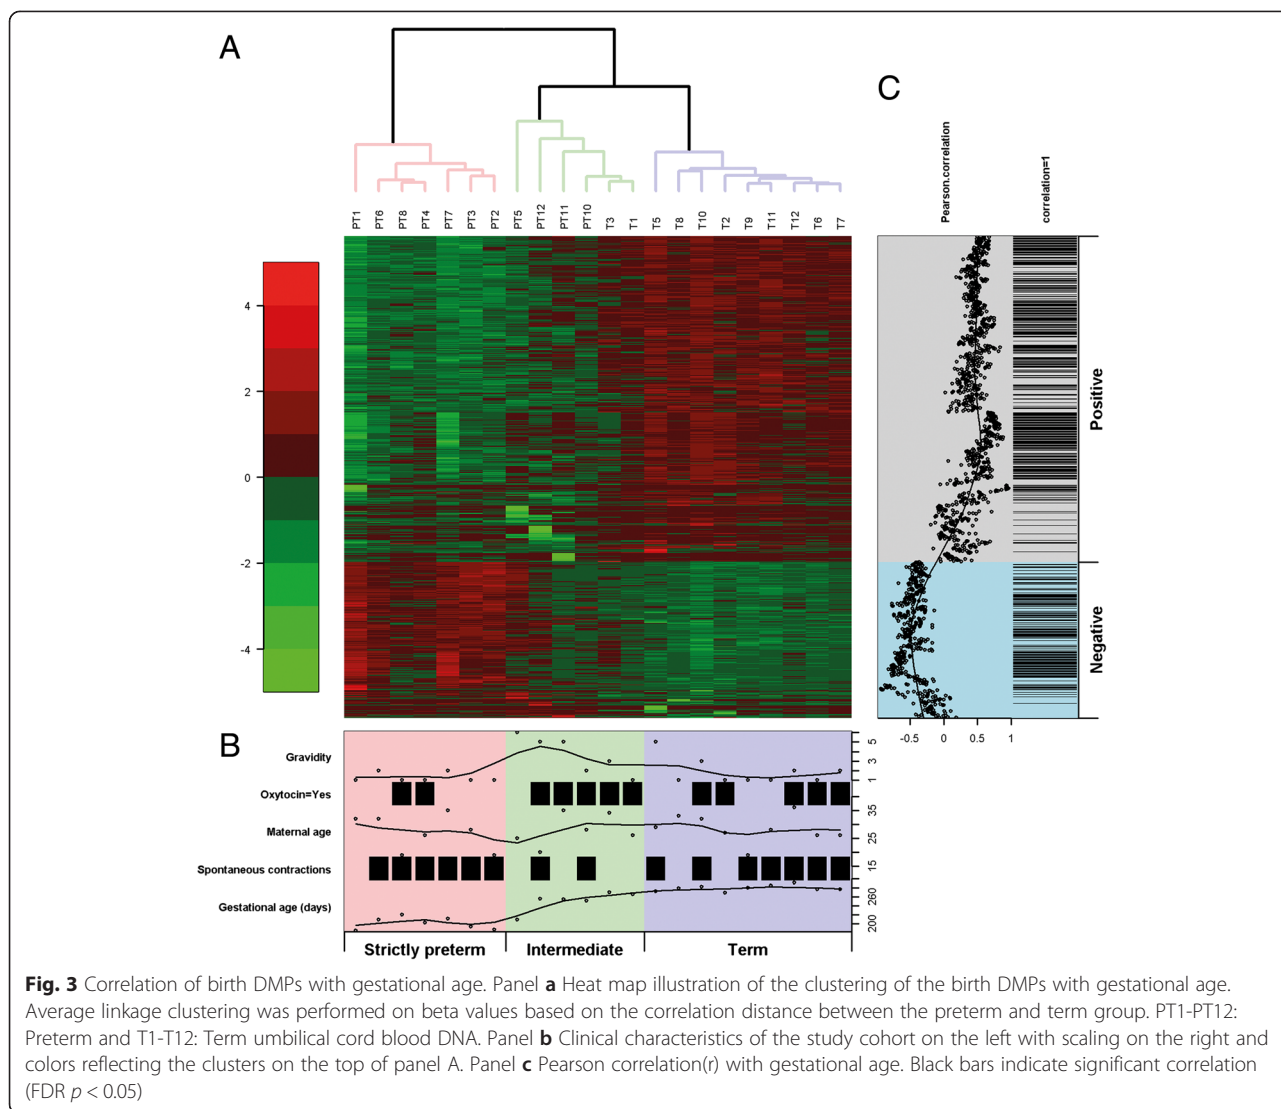 A
C
Pearson.correlation
correlation=1
PT1 PT6 PT8 PT4 PT7 PT3 PT2 PT5 PT12 PT11 PT10 T3 T1 T5 T8 T10 T2 T9 T11 T12 T6 T7
4
2
0
-2
-4
Positive
Negative
-0.5 0 0.5 1
B
Gravidity
Oxytocin=Yes
Maternal age
Spontaneous contractions
Gestational age (days)
5
3
1
35
25
15
260
200
Strictly preterm Intermediate Term
Fig. 3 Correlation of birth DMPs with gestational age. Panel a Heat map illustration of the clustering of the birth DMPs with gestational age.
Average linkage clustering was performed on beta values based on the correlation distance between the preterm and term group. PT1-PT12:
Preterm and T1-T12: Term umbilical cord blood DNA. Panel b Clinical characteristics of the study cohort on the left with scaling on the right and
colors reflecting the clusters on the top of panel A. Panel c Pearson correlation(r) with gestational age. Black bars indicate significant correlation
(FDR p < 0.05)